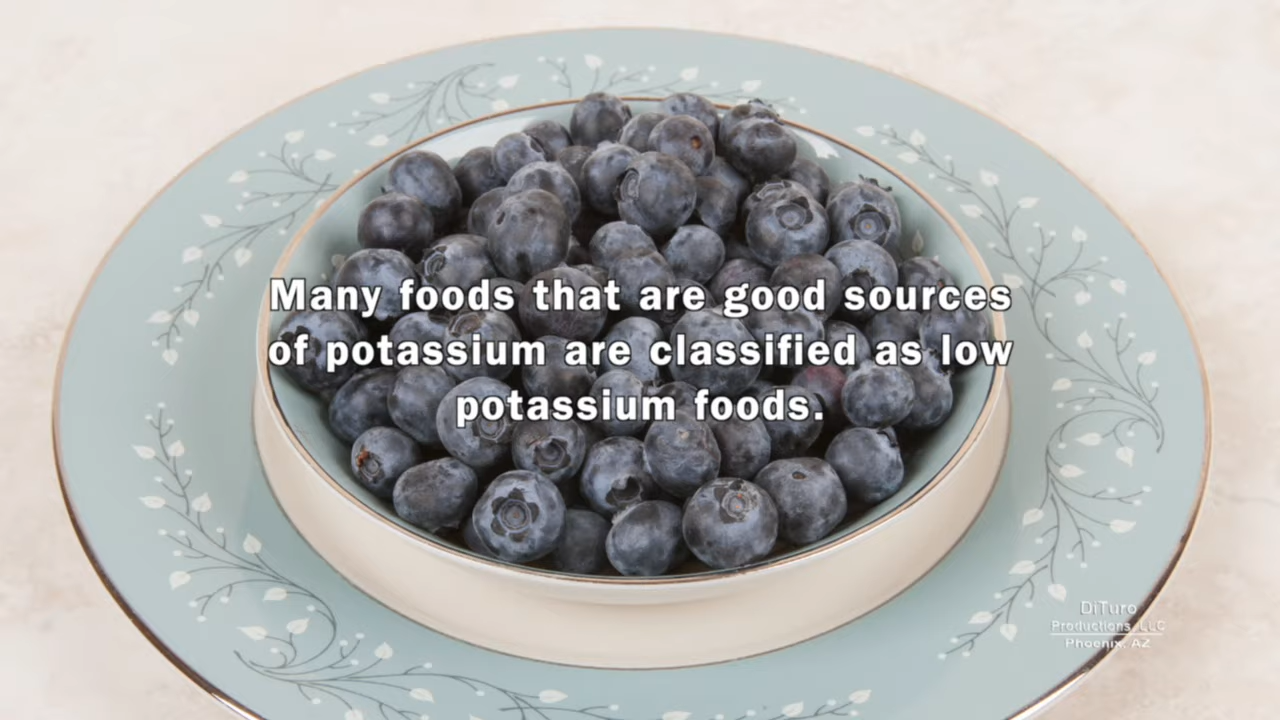 Many foods that are good sources
of potassium are classified as low
potassium foods.
DiTuro
Productions, LLC
Phoenix, AZ